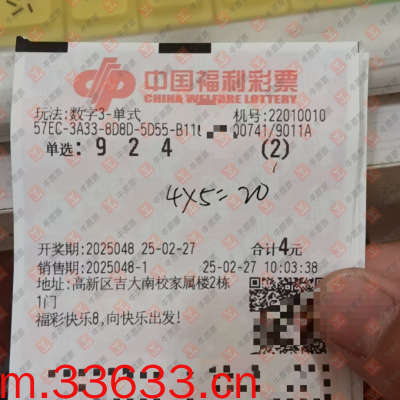 中国福利彩票
CHINA WELFARE LOTTERY
玩法:数字3-单式 机号:22010010
57EC-3A33-8D8D-5D55-B11 00741/9011A
单选: 9 2 4 (2)
4×5=20
开奖期:2025048 25-02-27 合计4元
销售期:2025048-1 25-02-27 10:03:38
地址:高新区吉大南校家属楼2栋
1门
福彩快乐8,向快乐出发!
m.33633.cn